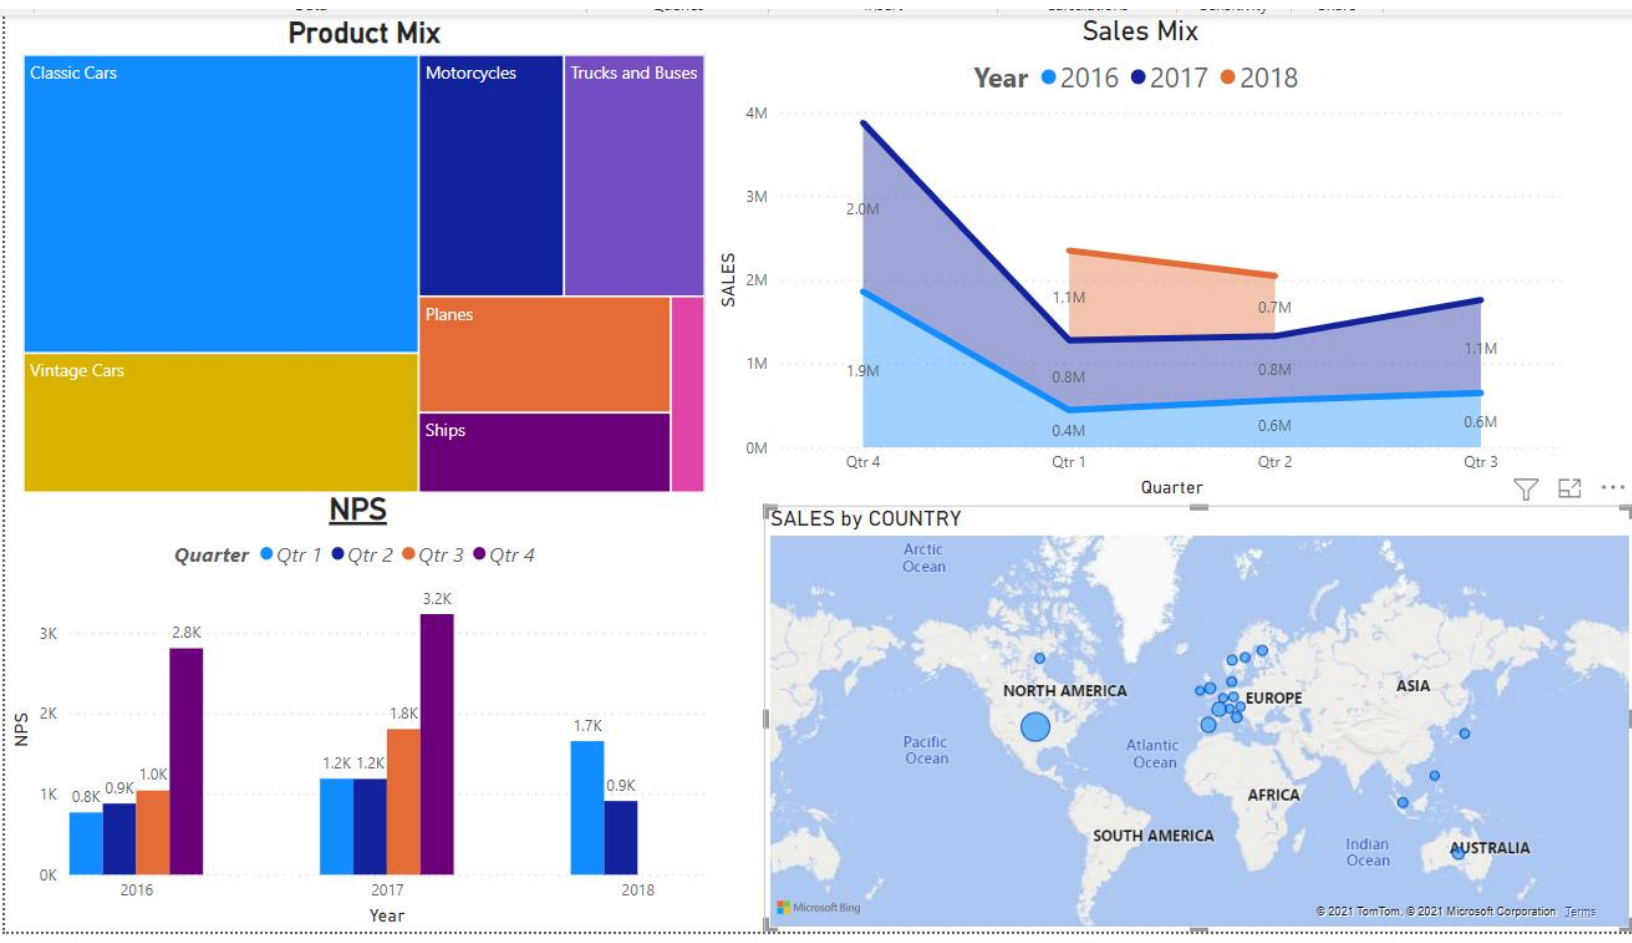 Product Mix
Classic Cars
Motorcycles
Trucks and Buses
Vintage Cars
Planes
Ships
Sales Mix
Year 2016 2017 2018
4M
3M
2M
1M
0M
SALES
2.0M
1.9M
1.1M
0.8M
0.4M
0.7M
0.8M
0.6M
1.1M
0.6M
Qtr 4 Qtr 1 Qtr 2 Qtr 3
Quarter
NPS
Quarter Qtr 1 Qtr 2 Qtr 3 Qtr 4
NPS
3K
2K
1K
0K
0.8K 0.9K 1.0K 2.8K
1.2K 1.2K 1.8K 3.2K
1.7K 0.9K
2016 2017 2018
Year
SALES by COUNTRY
Arctic
Ocean
NORTH AMERICA
EUROPE
ASIA
Pacific
Ocean
Atlantic
Ocean
AFRICA
SOUTH AMERICA
Indian
Ocean
AUSTRALIA
Microsoft Bing
© 2021 TomTom, © 2021 Microsoft Corporation Terms